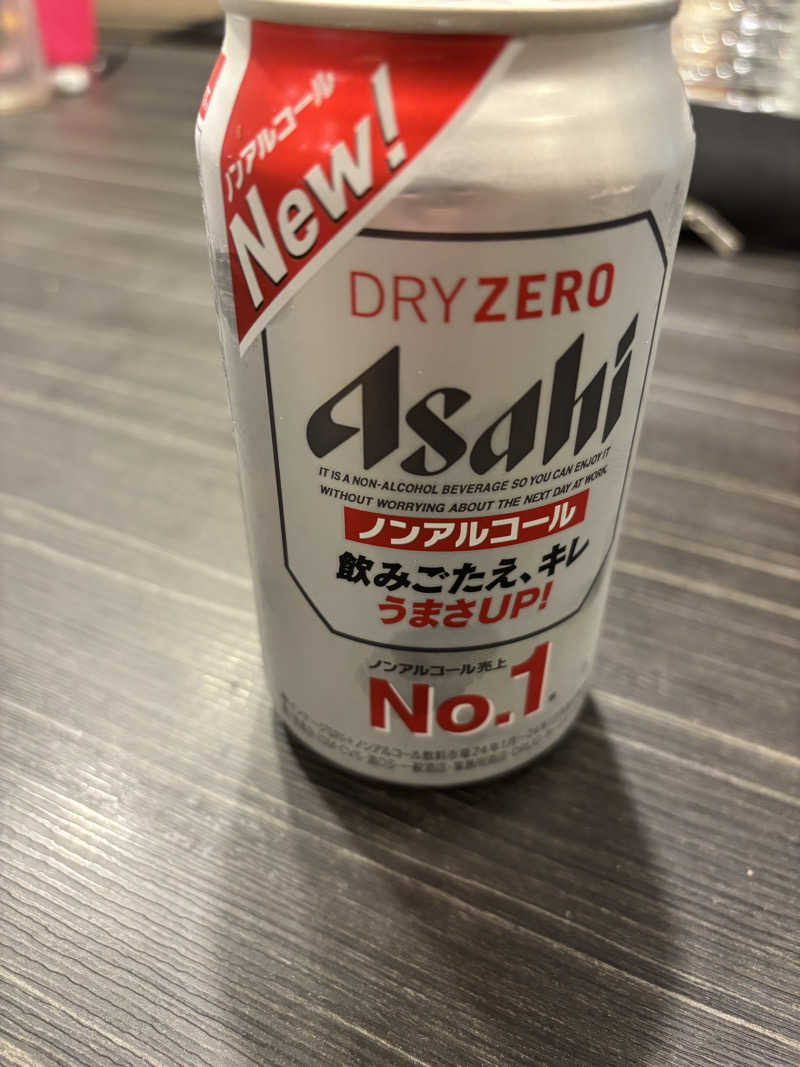 ノンアルコール
New!
DRY ZERO
Asahi
IT IS A NON-ALCOHOL BEVERAGE SO YOU CAN ENJOY IT
WITHOUT WORRYING ABOUT THE NEXT DAY AT WORK.
ノンアルコール
飲みごたえ、キレ
うまさUP!
ノンアルコール売上
No.1